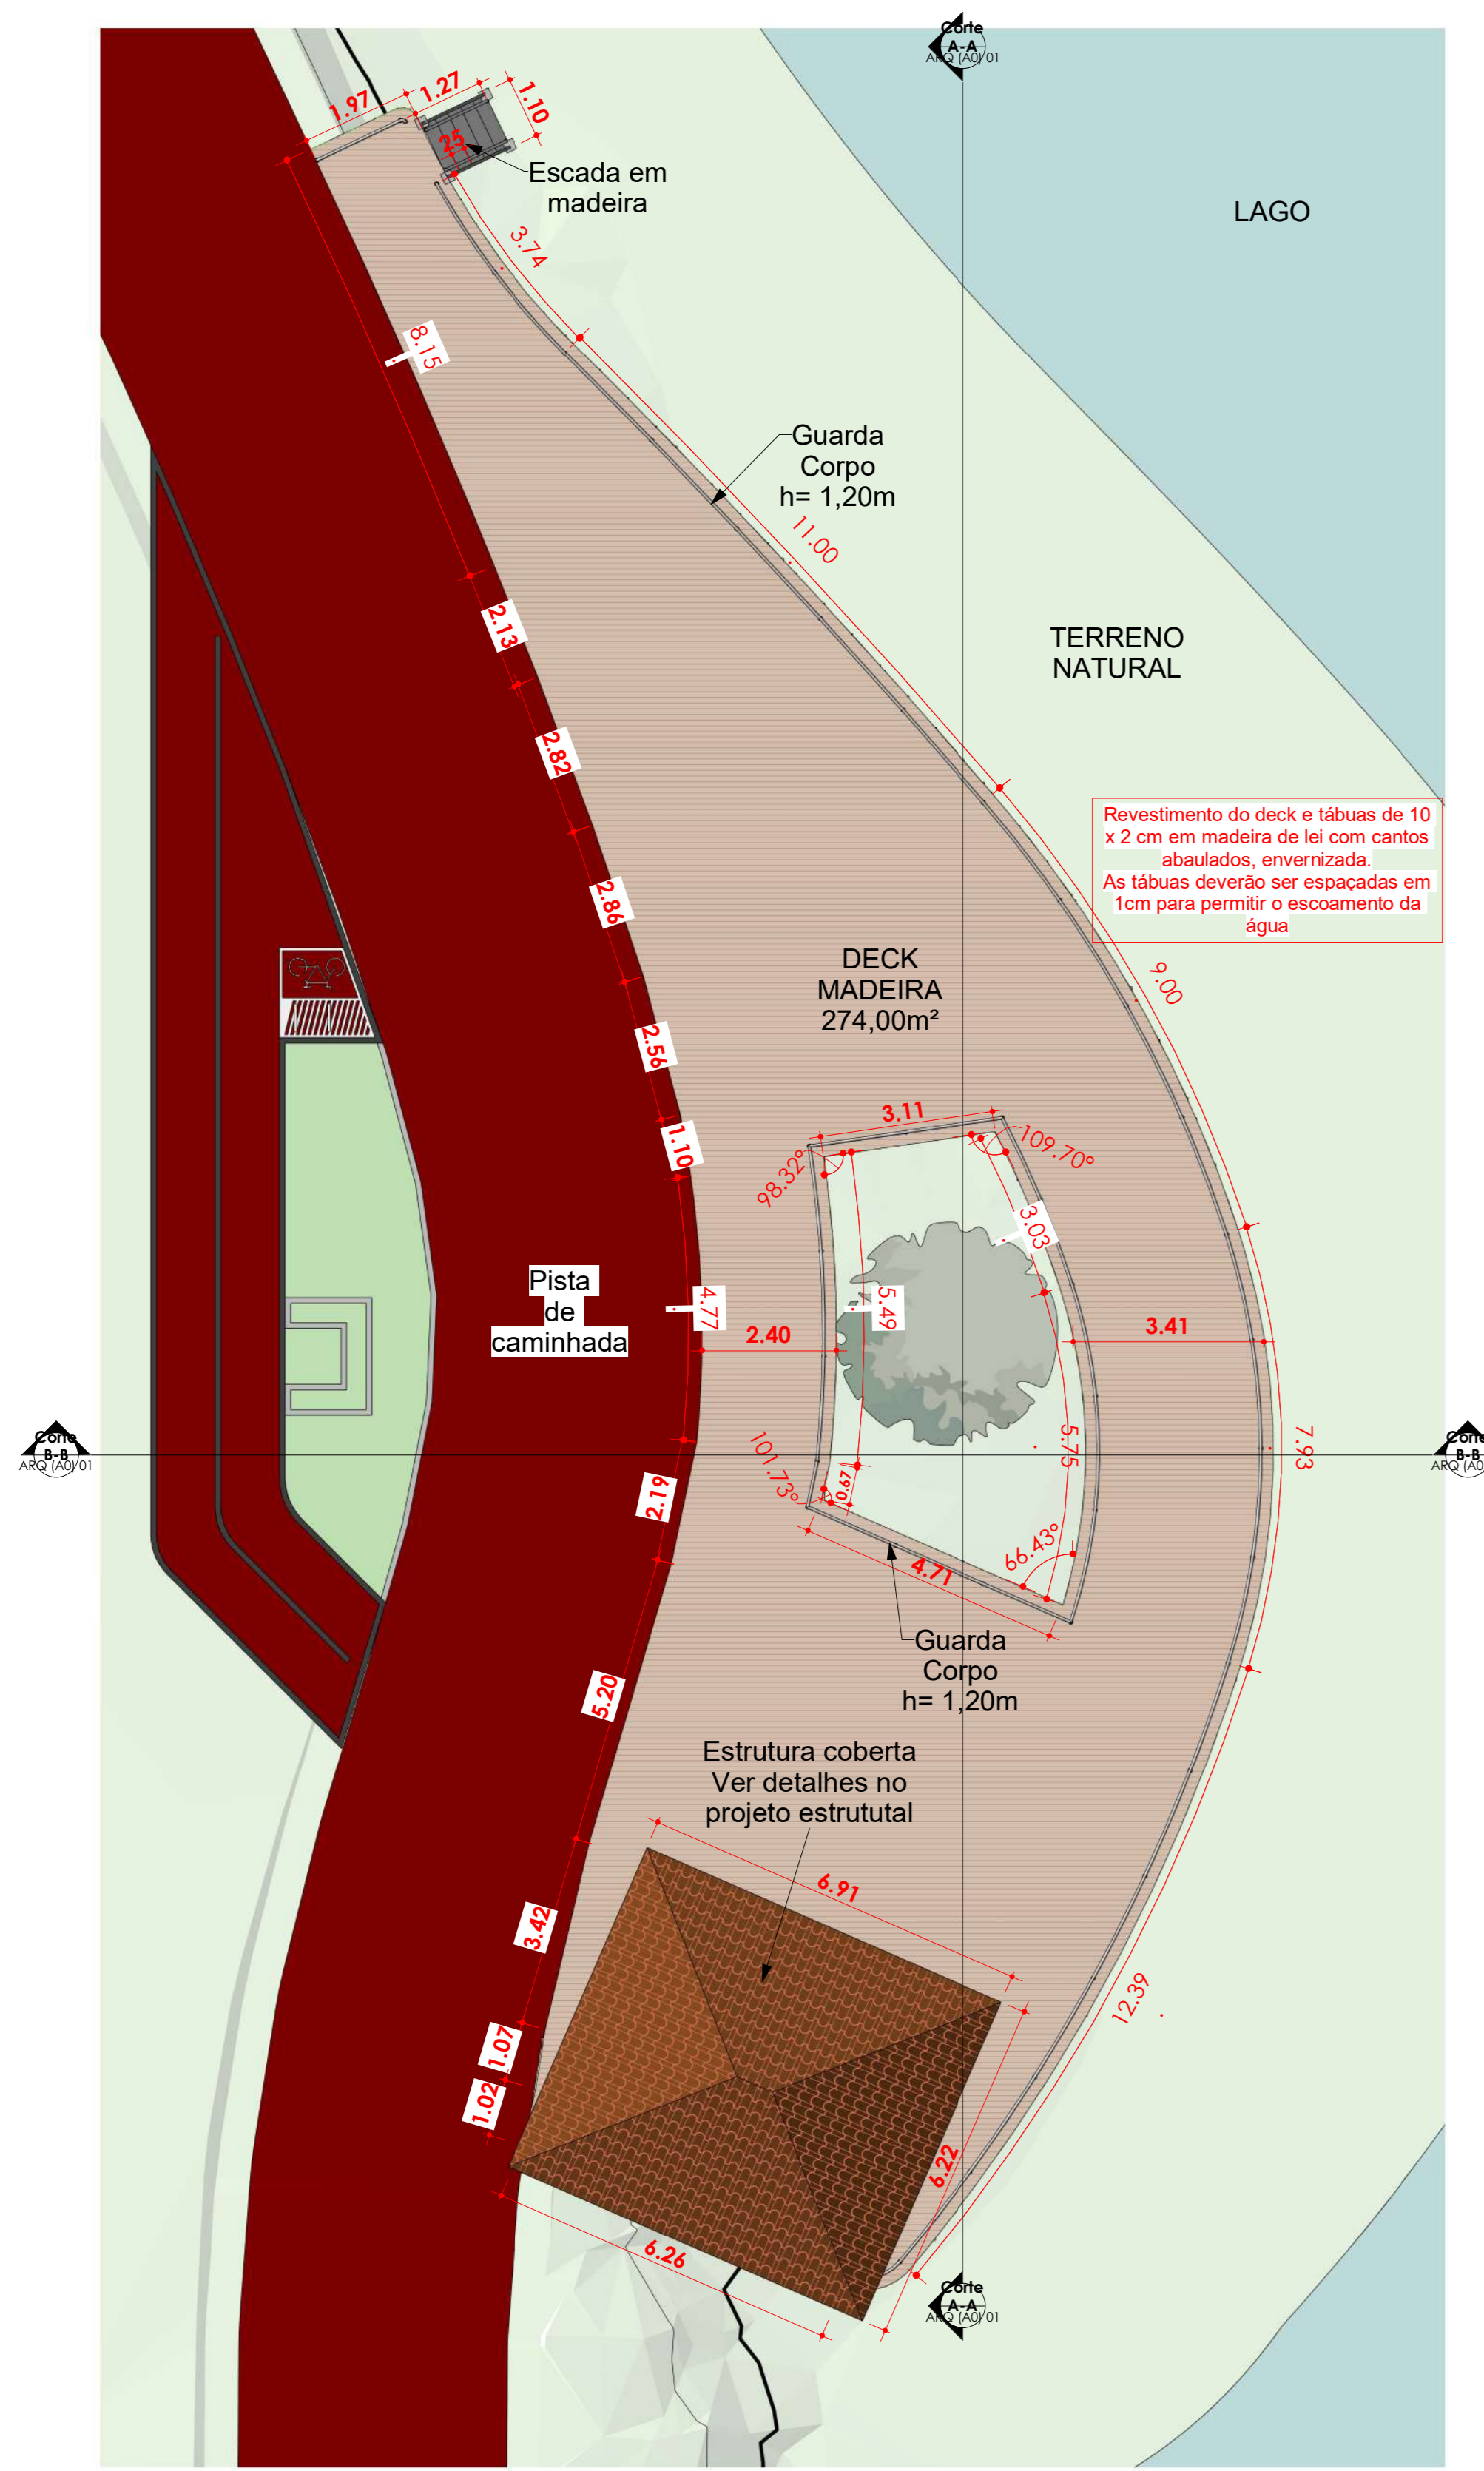 Corte
A-A
ARQ (A0) 01
1.97
1.27
1.10
25
Escada em
madeira
LAGO
3.74
8.15
Guarda
Corpo
h= 1,20m
11.00
2.13
TERRENO
NATURAL
2.82
Revestimento do deck e tábuas de 10
x 2 cm em madeira de lei com cantos
abaulados, envernizada.
As tábuas deverão ser espaçadas em
1cm para permitir o escoamento da
água
2.86
DECK
MADEIRA
274,00m²
9.00
2.56
3.11
1.10
109.70°
98.32°
3.03
Pista
de
caminhada
4.77
5.49
2.40
3.41
Corte
B-B
ARQ (A0) 01
101.73°
5.75
7.93
Corte
B-B
ARQ (A0
2.19
0.67
66.43°
4.71
Guarda
Corpo
h= 1,20m
5.20
Estrutura coberta
Ver detalhes no
projeto estrututal
6.91
3.42
12.39
1.07
1.02
6.22
6.26
Corte
A-A
ARQ (A0) 01